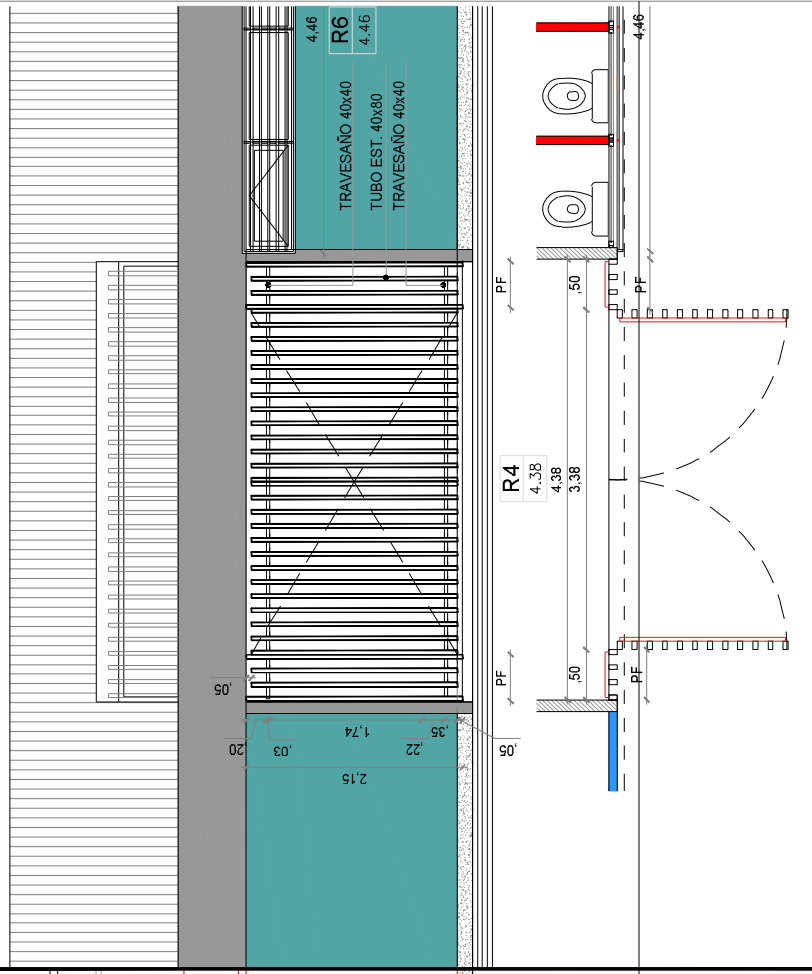 4,46
R6
4.46
TRAVESAÑO 40x40
TUBO EST. 40x80
TRAVESAÑO 40x40
4,46
PF
,50
PF
R4
4.38
4,38
3,38
PF
,50
PF
,05
,20
,03
1,74
,22
,35
,05
2,15